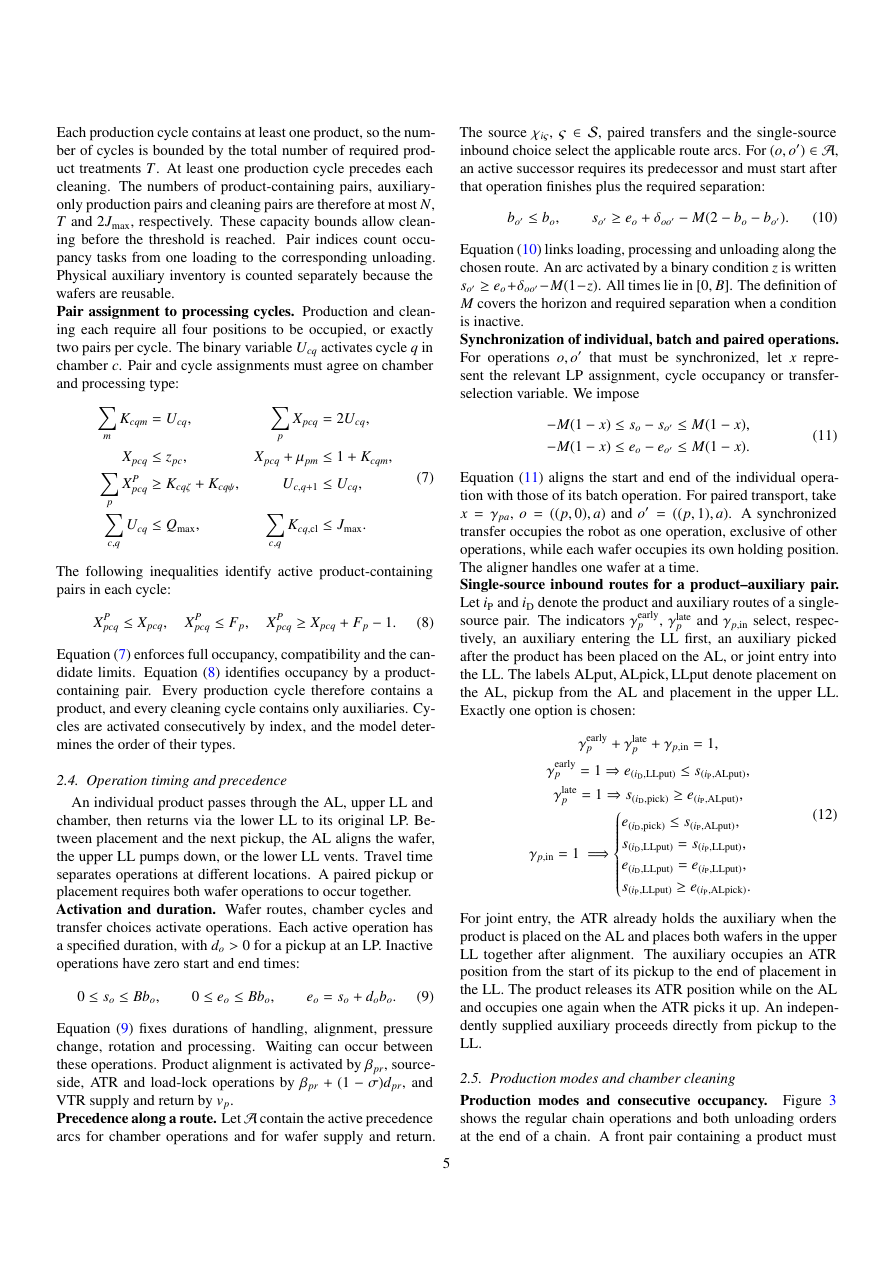 Each production cycle contains at least one product, so the num-
ber of cycles is bounded by the total number of required prod-
uct treatments T. At least one production cycle precedes each
cleaning. The numbers of product-containing pairs, auxiliary-
only production pairs and cleaning pairs are therefore at most N,
T and 2J_max, respectively. These capacity bounds allow clean-
ing before the threshold is reached. Pair indices count occu-
pancy tasks from one loading to the corresponding unloading.
Physical auxiliary inventory is counted separately because the
wafers are reusable.
Pair assignment to processing cycles. Production and clean-
ing each require all four positions to be occupied, or exactly
two pairs per cycle. The binary variable U_cq activates cycle q in
chamber c. Pair and cycle assignments must agree on chamber
and processing type:
∑_m K_cqm = U_cq, ∑_p X_pcq = 2U_cq,
X_pcq ≤ z_pc, X_pcq + μ_pm ≤ 1 + K_cqm,
∑_p X^P_pcq ≥ K_cqζ + K_cqψ, U_c,q+1 ≤ U_cq, (7)
∑_c,q U_cq ≤ Q_max, ∑_c,q K_cq,cl ≤ J_max.
The following inequalities identify active product-containing
pairs in each cycle:
X^P_pcq ≤ X_pcq, X^P_pcq ≤ F_p, X^P_pcq ≥ X_pcq + F_p − 1. (8)
Equation (7) enforces full occupancy, compatibility and the can-
didate limits. Equation (8) identifies occupancy by a product-
containing pair. Every production cycle therefore contains a
product, and every cleaning cycle contains only auxiliaries. Cy-
cles are activated consecutively by index, and the model deter-
mines the order of their types.
2.4. Operation timing and precedence
An individual product passes through the AL, upper LL and
chamber, then returns via the lower LL to its original LP. Be-
tween placement and the next pickup, the AL aligns the wafer,
the upper LL pumps down, or the lower LL vents. Travel time
separates operations at different locations. A paired pickup or
placement requires both wafer operations to occur together.
Activation and duration. Wafer routes, chamber cycles and
transfer choices activate operations. Each active operation has
a specified duration, with d_o > 0 for a pickup at an LP. Inactive
operations have zero start and end times:
0 ≤ s_o ≤ Bb_o, 0 ≤ e_o ≤ Bb_o, e_o = s_o + d_o b_o. (9)
Equation (9) fixes durations of handling, alignment, pressure
change, rotation and processing. Waiting can occur between
these operations. Product alignment is activated by β_pr, source-
side, ATR and load-lock operations by β_pr + (1 − σ)d_pr, and
VTR supply and return by ν_p.
Precedence along a route. Let 𝒜 contain the active precedence
arcs for chamber operations and for wafer supply and return.
The source χ_iς, ς ∈ 𝒮, paired transfers and the single-source
inbound choice select the applicable route arcs. For (o, o′) ∈ 𝒜,
an active successor requires its predecessor and must start after
that operation finishes plus the required separation:
b_o′ ≤ b_o, s_o′ ≥ e_o + δ_oo′ − M(2 − b_o − b_o′). (10)
Equation (10) links loading, processing and unloading along the
chosen route. An arc activated by a binary condition z is written
s_o′ ≥ e_o+δ_oo′−M(1−z). All times lie in [0, B]. The definition of
M covers the horizon and required separation when a condition
is inactive.
Synchronization of individual, batch and paired operations.
For operations o, o′ that must be synchronized, let x repre-
sent the relevant LP assignment, cycle occupancy or transfer-
selection variable. We impose
−M(1 − x) ≤ s_o − s_o′ ≤ M(1 − x),
−M(1 − x) ≤ e_o − e_o′ ≤ M(1 − x). (11)
Equation (11) aligns the start and end of the individual opera-
tion with those of its batch operation. For paired transport, take
x = γ_pa, o = ((p, 0), a) and o′ = ((p, 1), a). A synchronized
transfer occupies the robot as one operation, exclusive of other
operations, while each wafer occupies its own holding position.
The aligner handles one wafer at a time.
Single-source inbound routes for a product–auxiliary pair.
Let i_P and i_D denote the product and auxiliary routes of a single-
source pair. The indicators γ^early_p, γ^late_p and γ_p,in select, respec-
tively, an auxiliary entering the LL first, an auxiliary picked
after the product has been placed on the AL, or joint entry into
the LL. The labels ALput, ALpick, LLput denote placement on
the AL, pickup from the AL and placement in the upper LL.
Exactly one option is chosen:
γ^early_p + γ^late_p + γ_p,in = 1,
γ^early_p = 1 ⇒ e_(i_D,LLput) ≤ s_(i_P,ALput),
γ^late_p = 1 ⇒ s_(i_D,pick) ≥ e_(i_P,ALput),
(12)
γ_p,in = 1 ⟹ { e_(i_D,pick) ≤ s_(i_P,ALput),
s_(i_D,LLput) = s_(i_P,LLput),
e_(i_D,LLput) = e_(i_P,LLput),
s_(i_P,LLput) ≥ e_(i_P,ALpick).
For joint entry, the ATR already holds the auxiliary when the
product is placed on the AL and places both wafers in the upper
LL together after alignment. The auxiliary occupies an ATR
position from the start of its pickup to the end of placement in
the LL. The product releases its ATR position while on the AL
and occupies one again when the ATR picks it up. An indepen-
dently supplied auxiliary proceeds directly from pickup to the
LL.
2.5. Production modes and chamber cleaning
Production modes and consecutive occupancy. Figure 3
shows the regular chain operations and both unloading orders
at the end of a chain. A front pair containing a product must
5